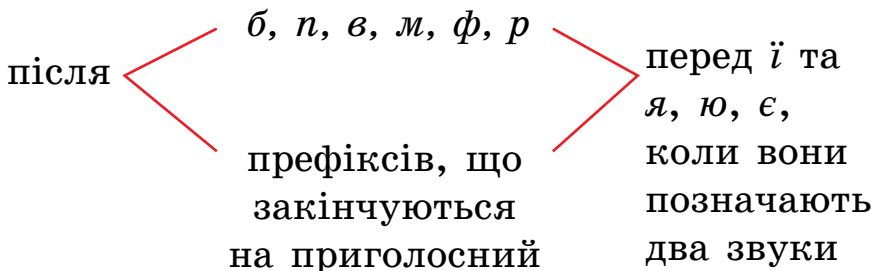 після
б, п, в, м, ф, р
префіксів, що
закінчуються
на приголосний
перед ї та
я, ю, є,
коли вони
позначають
два звуки